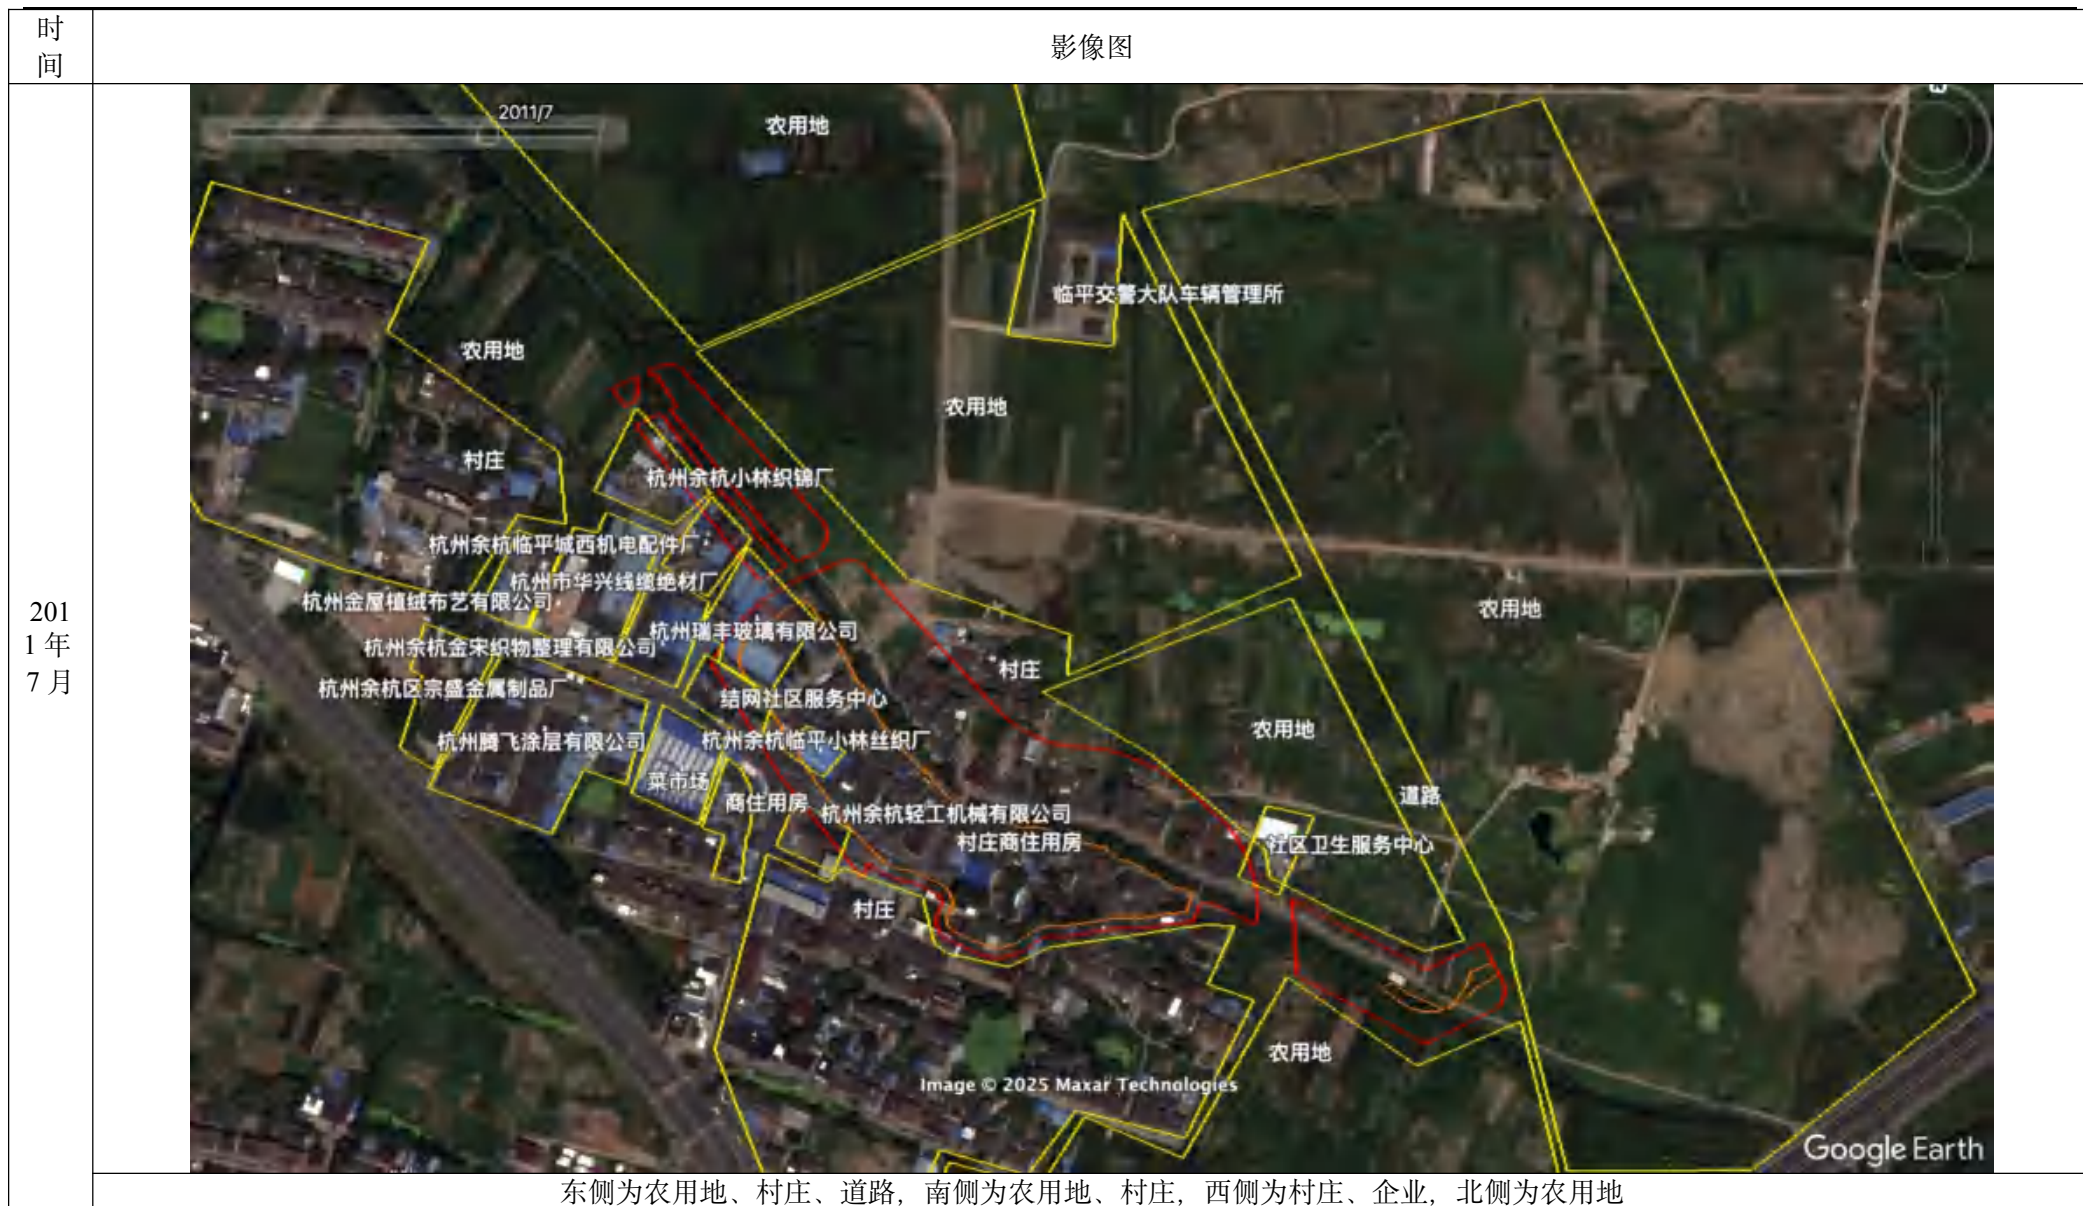 时
间
影像图
201
1 年
7 月
2011/7
农用地
临平交警大队车辆管理所
农用地
农用地
村庄
杭州余杭小林织锦厂
杭州余杭临平城西机电配件厂
杭州市华兴线缆绝材厂
杭州金屋植绒布艺有限公司
农用地
杭州瑞丰玻璃有限公司
杭州余杭金宋织物整理有限公司
村庄
杭州余杭区宗盛金属制品厂
结网社区服务中心
农用地
杭州腾飞涂层有限公司
杭州余杭临平小林丝织厂
菜市场
商住用房
道路
杭州余杭轻工机械有限公司
村庄商住用房
社区卫生服务中心
村庄
农用地
Image © 2025 Maxar Technologies
Google Earth
东侧为农用地、村庄、道路，南侧为农用地、村庄，西侧为村庄、企业，北侧为农用地